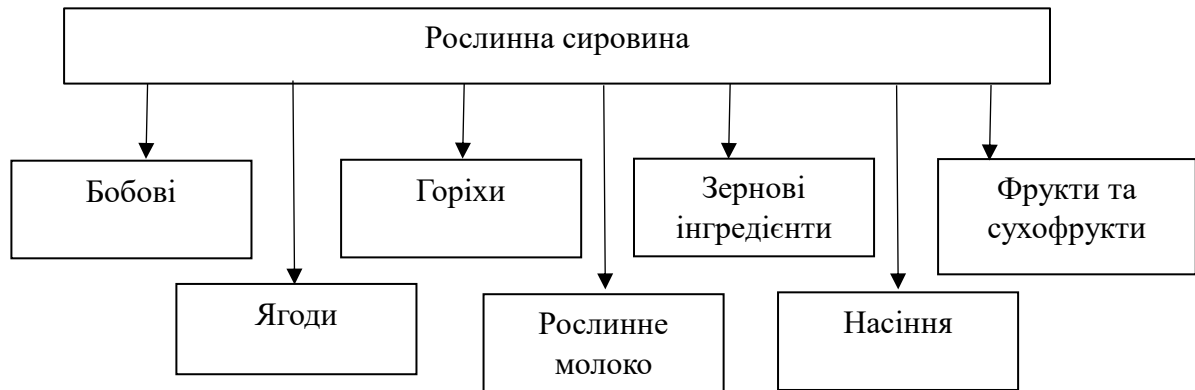 Рослинна сировина
Бобові
Горіхи
Зернові
інгредієнти
Фрукти та
сухофрукти
Ягоди
Рослинне
молоко
Насіння